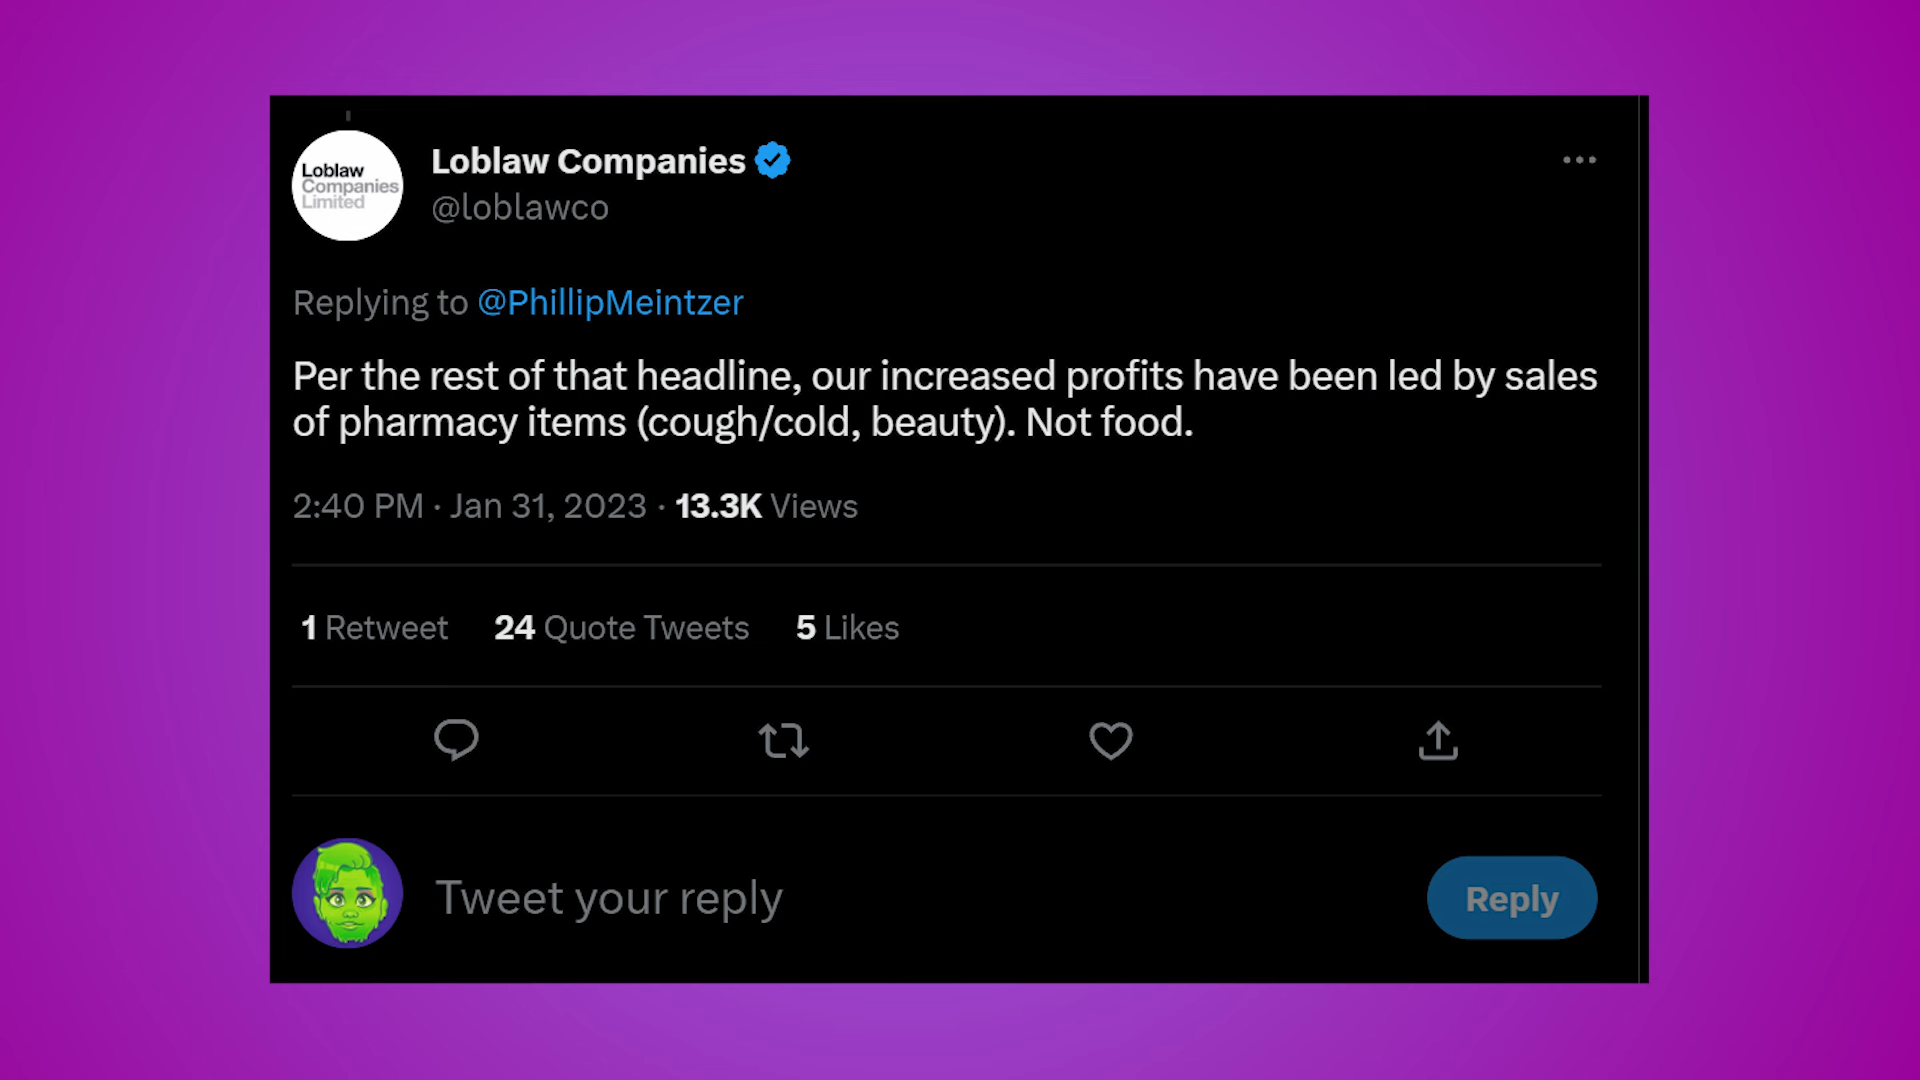 Loblaw
Companies
Limited
Loblaw Companies
@loblawco
Replying to @PhillipMeintzer
Per the rest of that headline, our increased profits have been led by sales
of pharmacy items (cough/cold, beauty). Not food.
2:40 PM · Jan 31, 2023 · 13.3K Views
1 Retweet 24 Quote Tweets 5 Likes
Tweet your reply
Reply